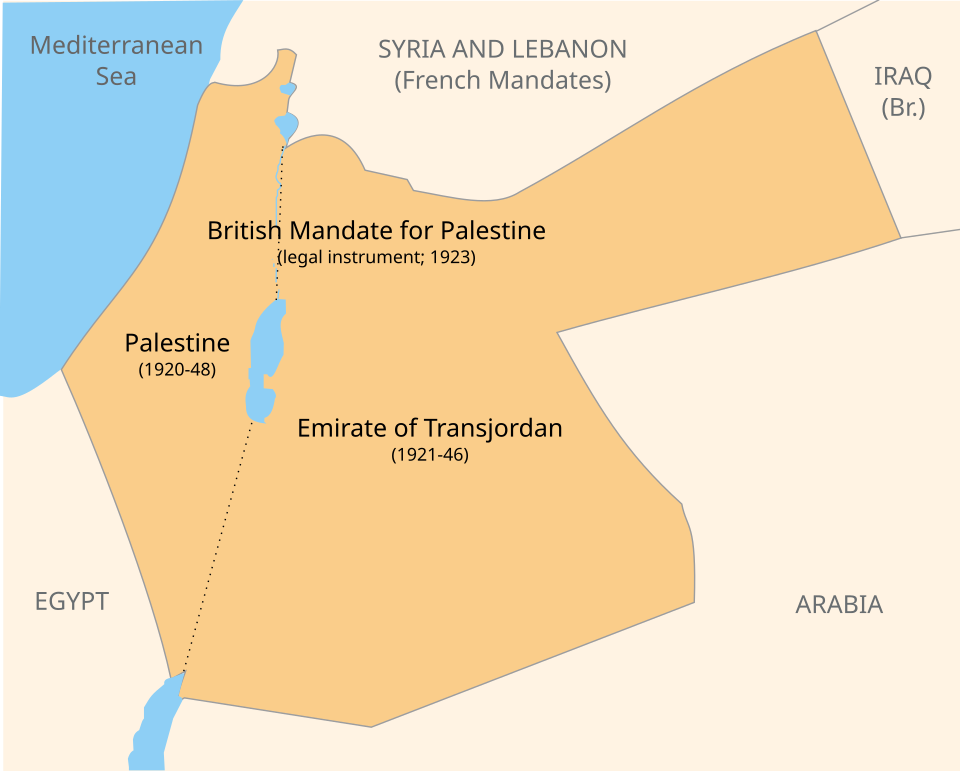 Mediterranean
Sea
SYRIA AND LEBANON
(French Mandates)
IRAQ
(Br.)
British Mandate for Palestine
(legal instrument; 1923)
Palestine
(1920-48)
Emirate of Transjordan
(1921-46)
EGYPT
ARABIA